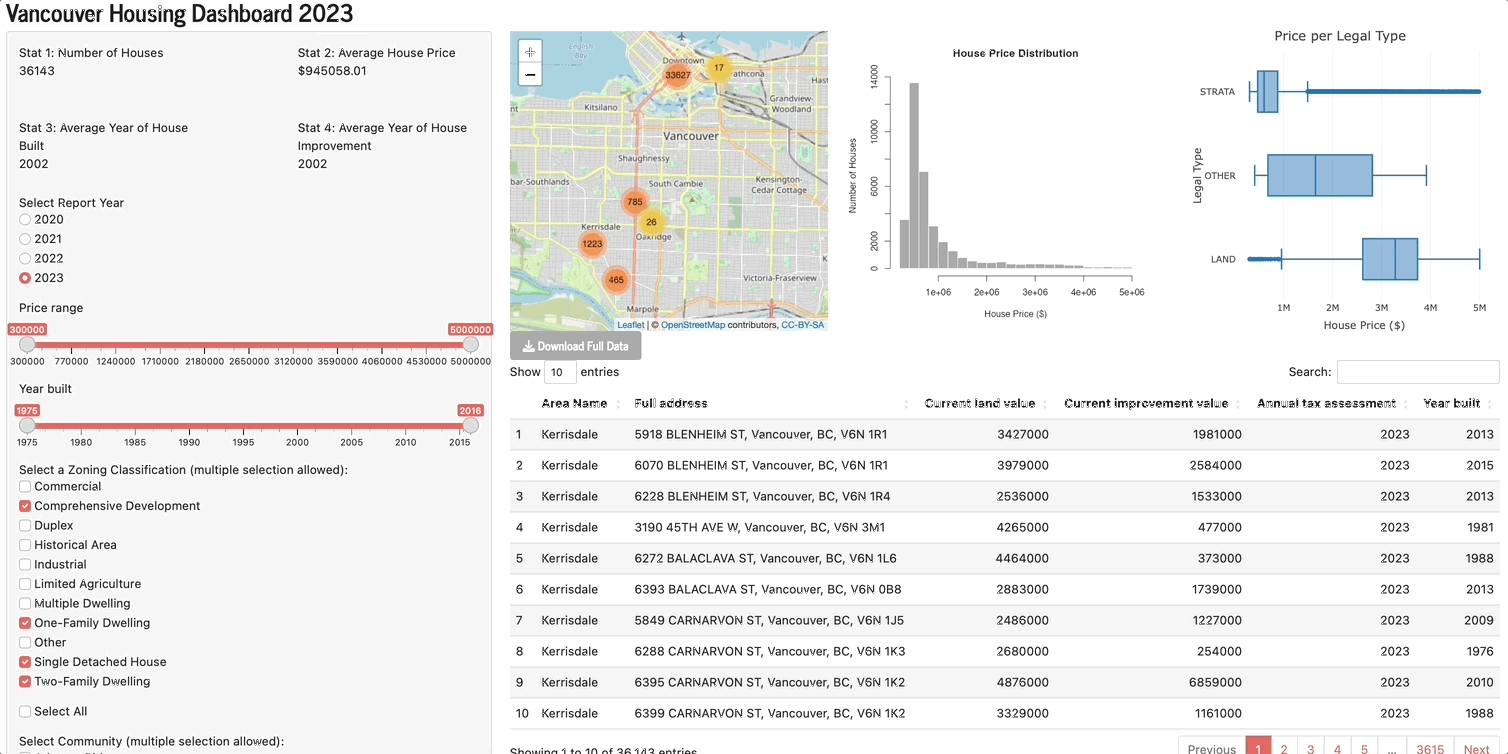 Vancouver Housing Dashboard 2023
Stat 1: Number of Houses
36143
Stat 2: Average House Price
$945058.01
Stat 3: Average Year of House
Built
2002
Stat 4: Average Year of House
Improvement
2002
Select Report Year
2020
2021
2022
2023
Price range
300000 5000000
300000 770000 1240000 1710000 2180000 2650000 3120000 3590000 4060000 4530000 5000000
Year built
1975 2016
1975 1980 1985 1990 1995 2000 2005 2010 2015
Select a Zoning Classification (multiple selection allowed):
Commercial
Comprehensive Development
Duplex
Historical Area
Industrial
Limited Agriculture
Multiple Dwelling
One-Family Dwelling
Other
Single Detached House
Two-Family Dwelling
Select All
Select Community (multiple selection allowed):
+
−
English
Bay
Downtown
33627
17
rathcona
Hast
Kitsilano
Grandview-
Woodland
nt
Vancouver
Shaughnessy
bar-Southlands
South Cambie
Kensington-
Cedar Cottage
785
26
Kerrisdale
Oakridge
1223
K
465
Victoria-Fraserview
Marpole
Leaflet | © OpenStreetMap contributors, CC-BY-SA
House Price Distribution
Number of Houses
14000
10000
6000
2000
0
1e+06 2e+06 3e+06 4e+06 5e+06
House Price ($)
Price per Legal Type
Legal Type
STRATA
OTHER
LAND
1M 2M 3M 4M 5M
House Price ($)
Download Full Data
Show 10 entries
Search:
Area Name Full address Current land value Current improvement value Annual tax assessment Year built
1 Kerrisdale 5918 BLENHEIM ST, Vancouver, BC, V6N 1R1 3427000 1981000 2023 2013
2 Kerrisdale 6070 BLENHEIM ST, Vancouver, BC, V6N 1R1 3979000 2584000 2023 2015
3 Kerrisdale 6228 BLENHEIM ST, Vancouver, BC, V6N 1R4 2536000 1533000 2023 2013
4 Kerrisdale 3190 45TH AVE W, Vancouver, BC, V6N 3M1 4265000 477000 2023 1981
5 Kerrisdale 6272 BALACLAVA ST, Vancouver, BC, V6N 1L6 4464000 373000 2023 1988
6 Kerrisdale 6393 BALACLAVA ST, Vancouver, BC, V6N 0B8 2883000 1739000 2023 2013
7 Kerrisdale 5849 CARNARVON ST, Vancouver, BC, V6N 1J5 2486000 1227000 2023 2009
8 Kerrisdale 6288 CARNARVON ST, Vancouver, BC, V6N 1K3 2680000 254000 2023 1976
9 Kerrisdale 6395 CARNARVON ST, Vancouver, BC, V6N 1K2 4876000 6859000 2023 2010
10 Kerrisdale 6399 CARNARVON ST, Vancouver, BC, V6N 1K2 3329000 1161000 2023 1988
Showing 1 to 10 of 36,143 entries
Previous 1 2 3 4 5 ... 3615 Next